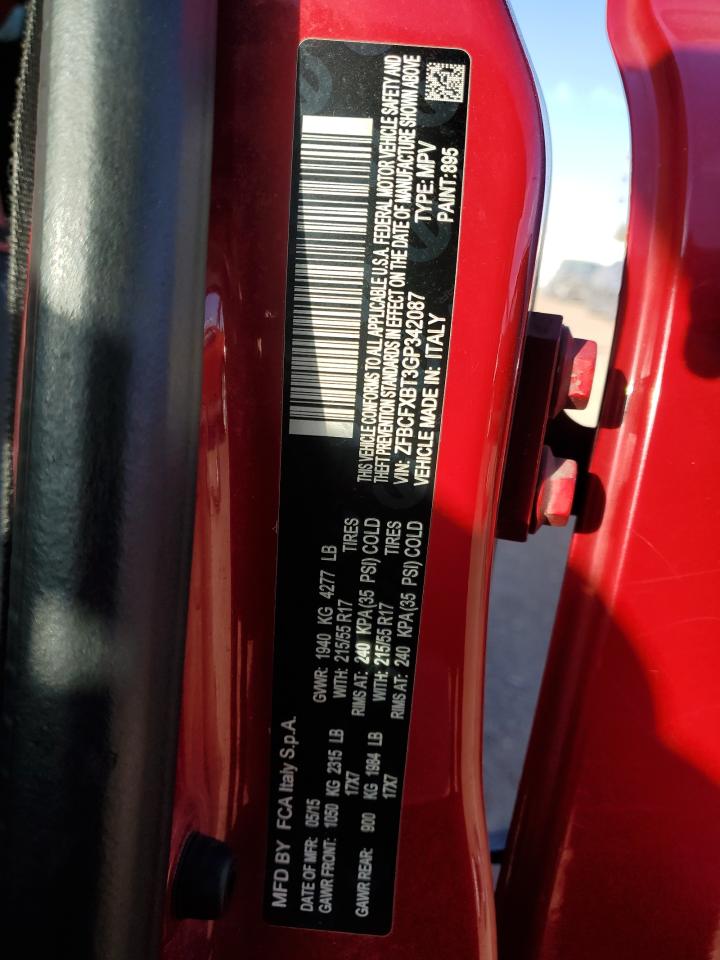 MFD BY FCA Italy S.p.A.
DATE OF MFR: 05/15 GVWR: 1940 KG 4277 LB
GAWR FRONT: 1050 KG 2315 LB WITH: 215/55 R17 TIRES
17X7 RIMS AT: 240 KPA(35 PSI) COLD
GAWR REAR: 900 KG 1984 LB WITH: 215/55 R17 TIRES
17X7 RIMS AT: 240 KPA(35 PSI) COLD
THIS VEHICLE CONFORMS TO ALL APPLICABLE U.S.A. FEDERAL MOTOR VEHICLE SAFETY AND
THEFT PREVENTION STANDARDS IN EFFECT ON THE DATE OF MANUFACTURE SHOWN ABOVE
VIN: ZFBCFXBT3GP342087 TYPE: MPV
VEHICLE MADE IN: ITALY PAINT: 895